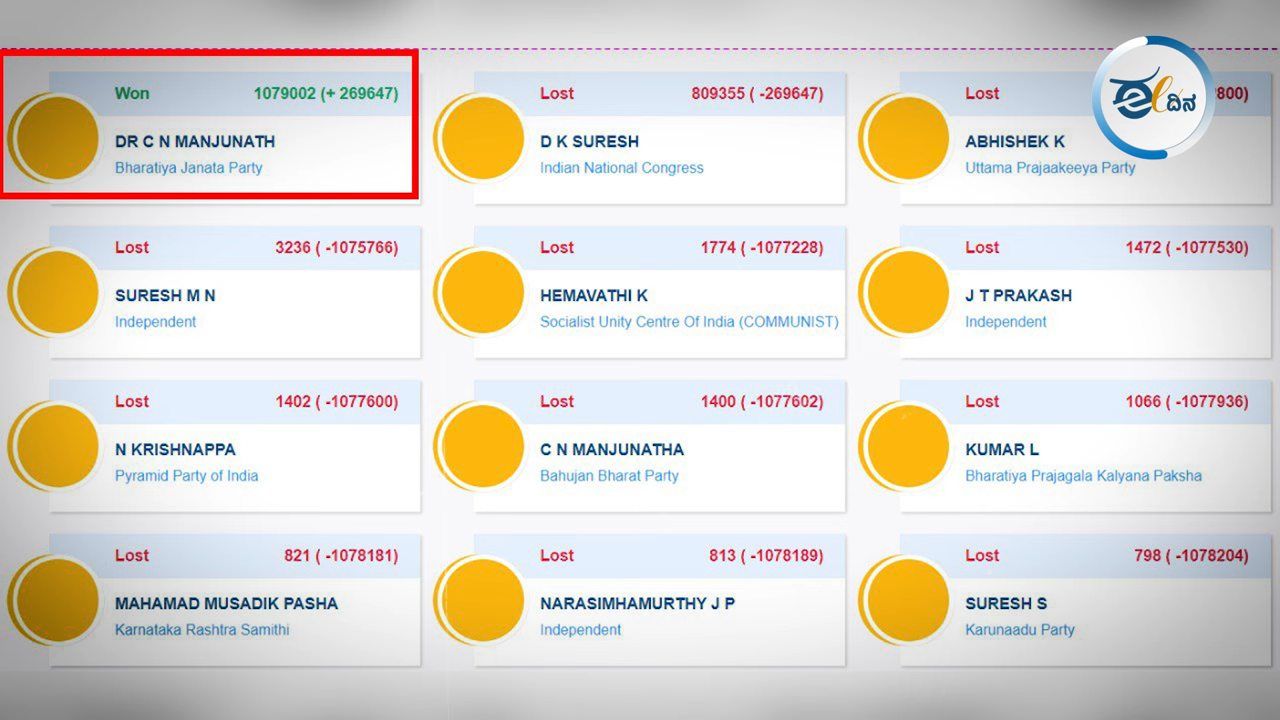 Won 1079002 (+ 269647)
DR C N MANJUNATH
Bharatiya Janata Party
Lost 809355 ( -269647)
D K SURESH
Indian National Congress
Lost 800)
ABHISHEK K
Uttama Prajaakeeya Party
ಈ el ದಿನ
Lost 3236 ( -1075766)
SURESH M N
Independent
Lost 1774 ( -1077228)
HEMAVATHI K
Socialist Unity Centre Of India (COMMUNIST)
Lost 1472 ( -1077530)
J T PRAKASH
Independent
Lost 1402 ( -1077600)
N KRISHNAPPA
Pyramid Party of India
Lost 1400 ( -1077602)
C N MANJUNATHA
Bahujan Bharat Party
Lost 1066 ( -1077936)
KUMAR L
Bharatiya Prajagala Kalyana Paksha
Lost 821 ( -1078181)
MAHAMAD MUSADIK PASHA
Karnataka Rashtra Samithi
Lost 813 ( -1078189)
NARASIMHAMURTHY J P
Independent
Lost 798 ( -1078204)
SURESH S
Karunaadu Party